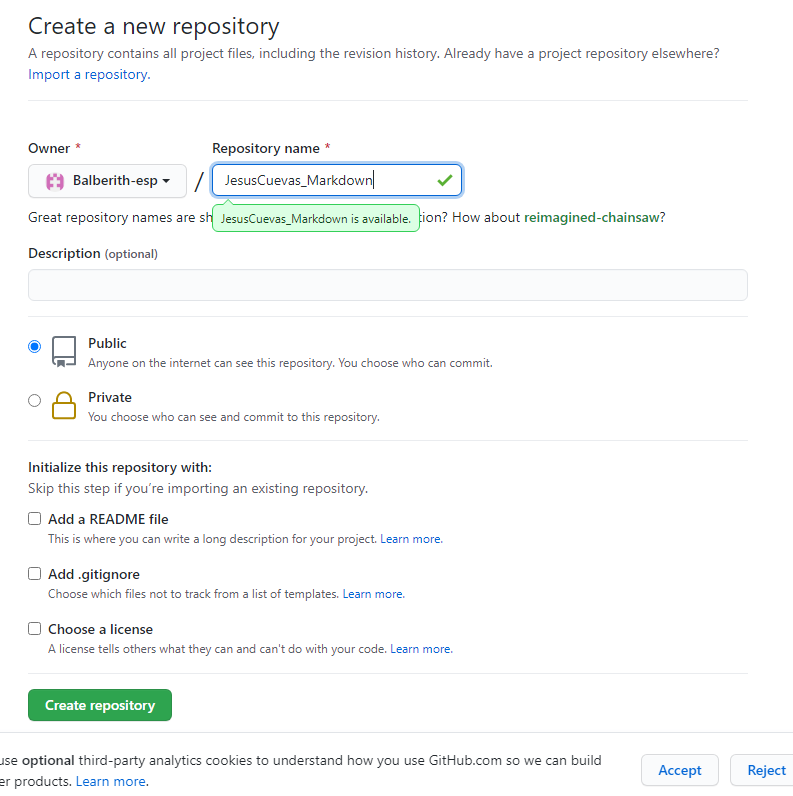 Create a new repository
A repository contains all project files, including the revision history. Already have a project repository elsewhere?
Import a repository.
Owner *
Repository name *
Balberith-esp
/
JesusCuevas_Markdown
Great repository names are sh
JesusCuevas_Markdown is available.
tion? How about reimagined-chainsaw?
Description (optional)
Public
Anyone on the internet can see this repository. You choose who can commit.
Private
You choose who can see and commit to this repository.
Initialize this repository with:
Skip this step if you’re importing an existing repository.
Add a README file
This is where you can write a long description for your project. Learn more.
Add .gitignore
Choose which files not to track from a list of templates. Learn more.
Choose a license
A license tells others what they can and can't do with your code. Learn more.
Create repository
use optional third-party analytics cookies to understand how you use GitHub.com so we can build
er products. Learn more.
Accept
Reject